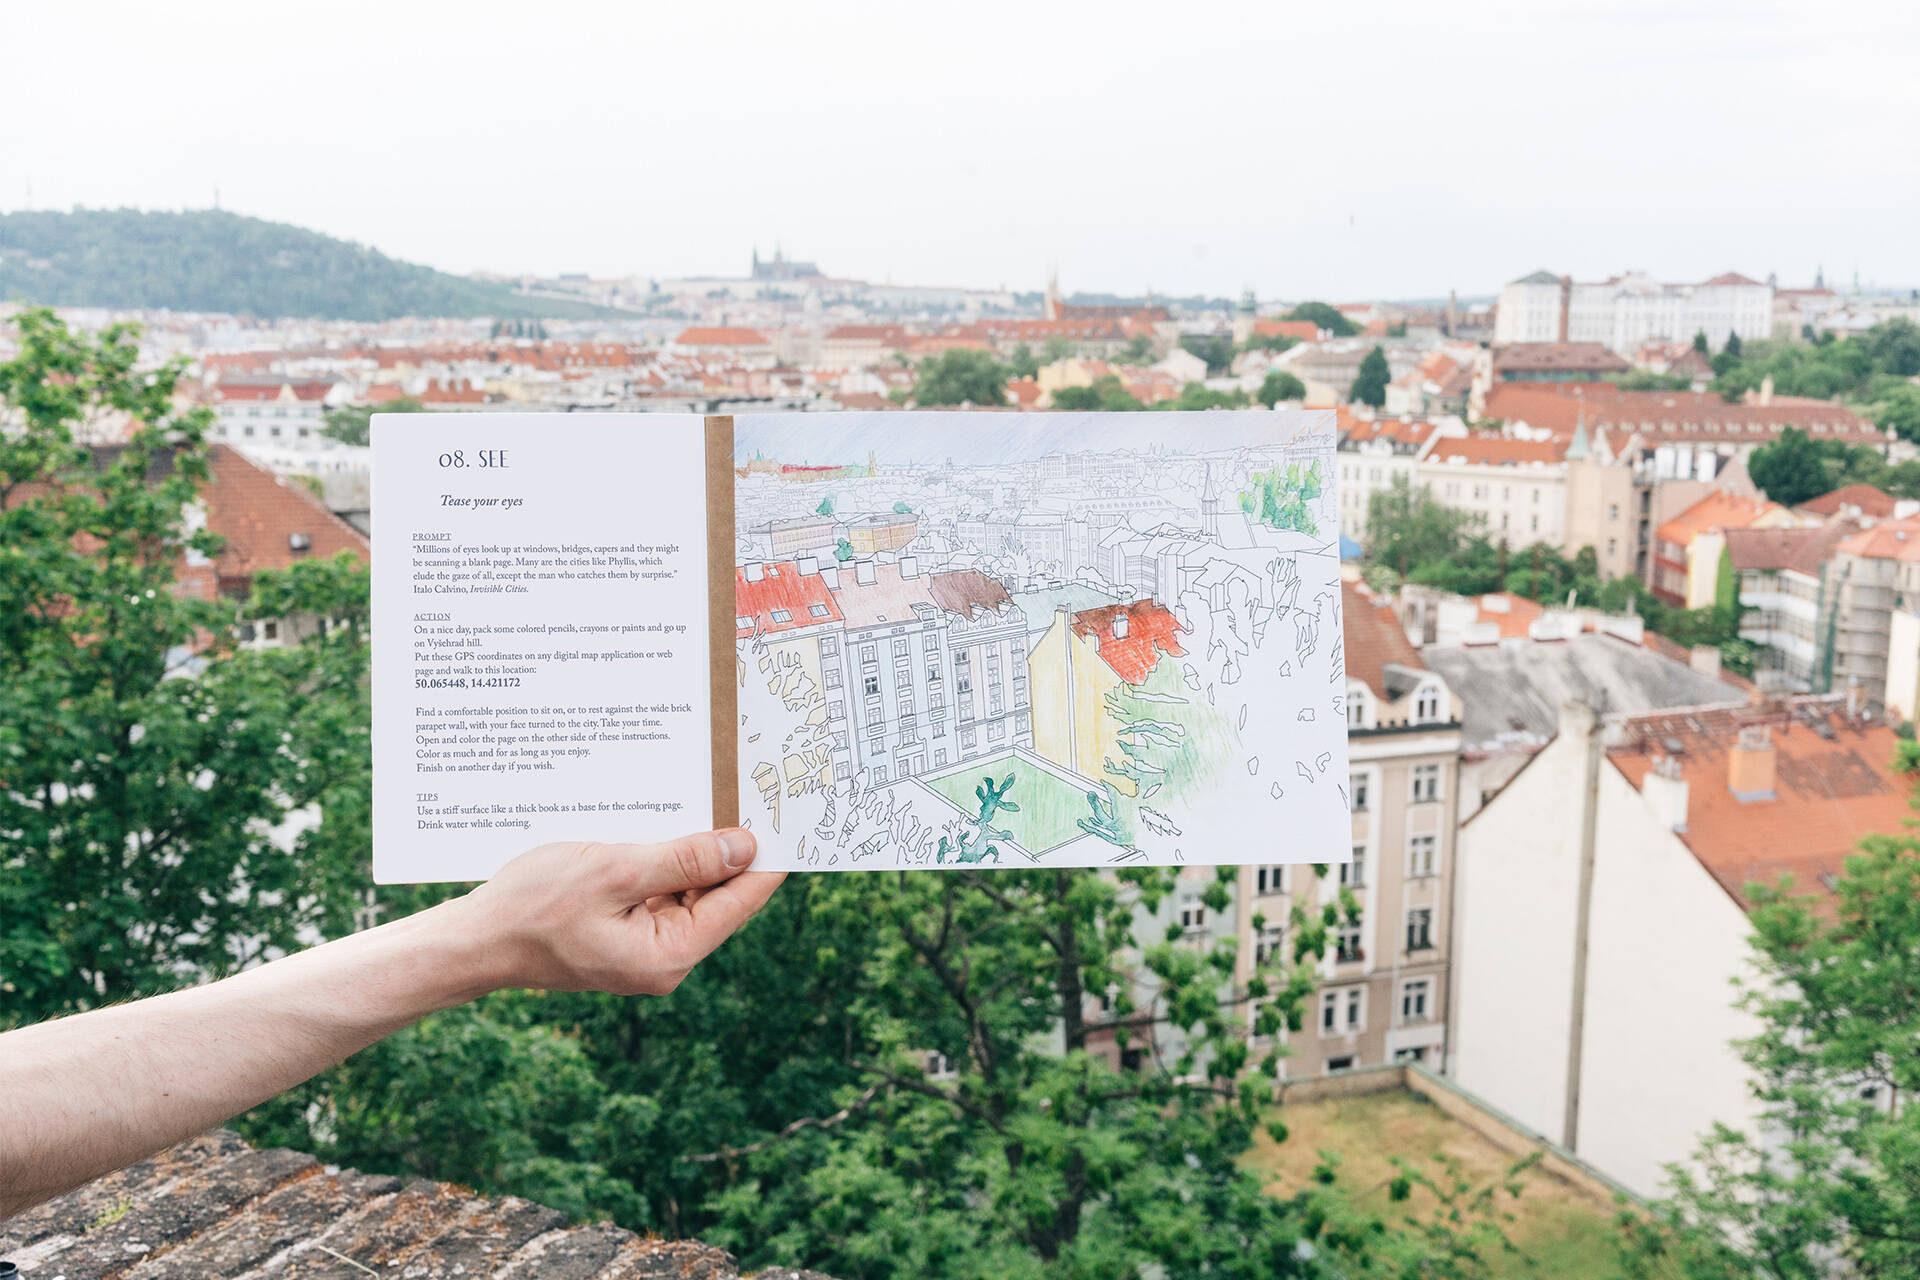 08. SEE
Tease your eyes
PROMPT
“Millions of eyes look up at windows, bridges, capers and they might
be scanning a blank page. Many are the cities like Phyllis, which
elude the gaze of all, except the man who catches them by surprise.”
Italo Calvino, Invisible Cities.
ACTION
On a nice day, pack some colored pencils, crayons or paints and go up
on Vyšehrad hill.
Put these GPS coordinates on any digital map application or web
page and walk to this location:
50.065448, 14.421172
Find a comfortable position to sit on, or to rest against the wide brick
parapet wall, with your face turned to the city. Take your time.
Open and color the page on the other side of these instructions.
Color as much and for as long as you enjoy.
Finish on another day if you wish.
TIPS
Use a stiff surface like a thick book as a base for the coloring page.
Drink water while coloring.